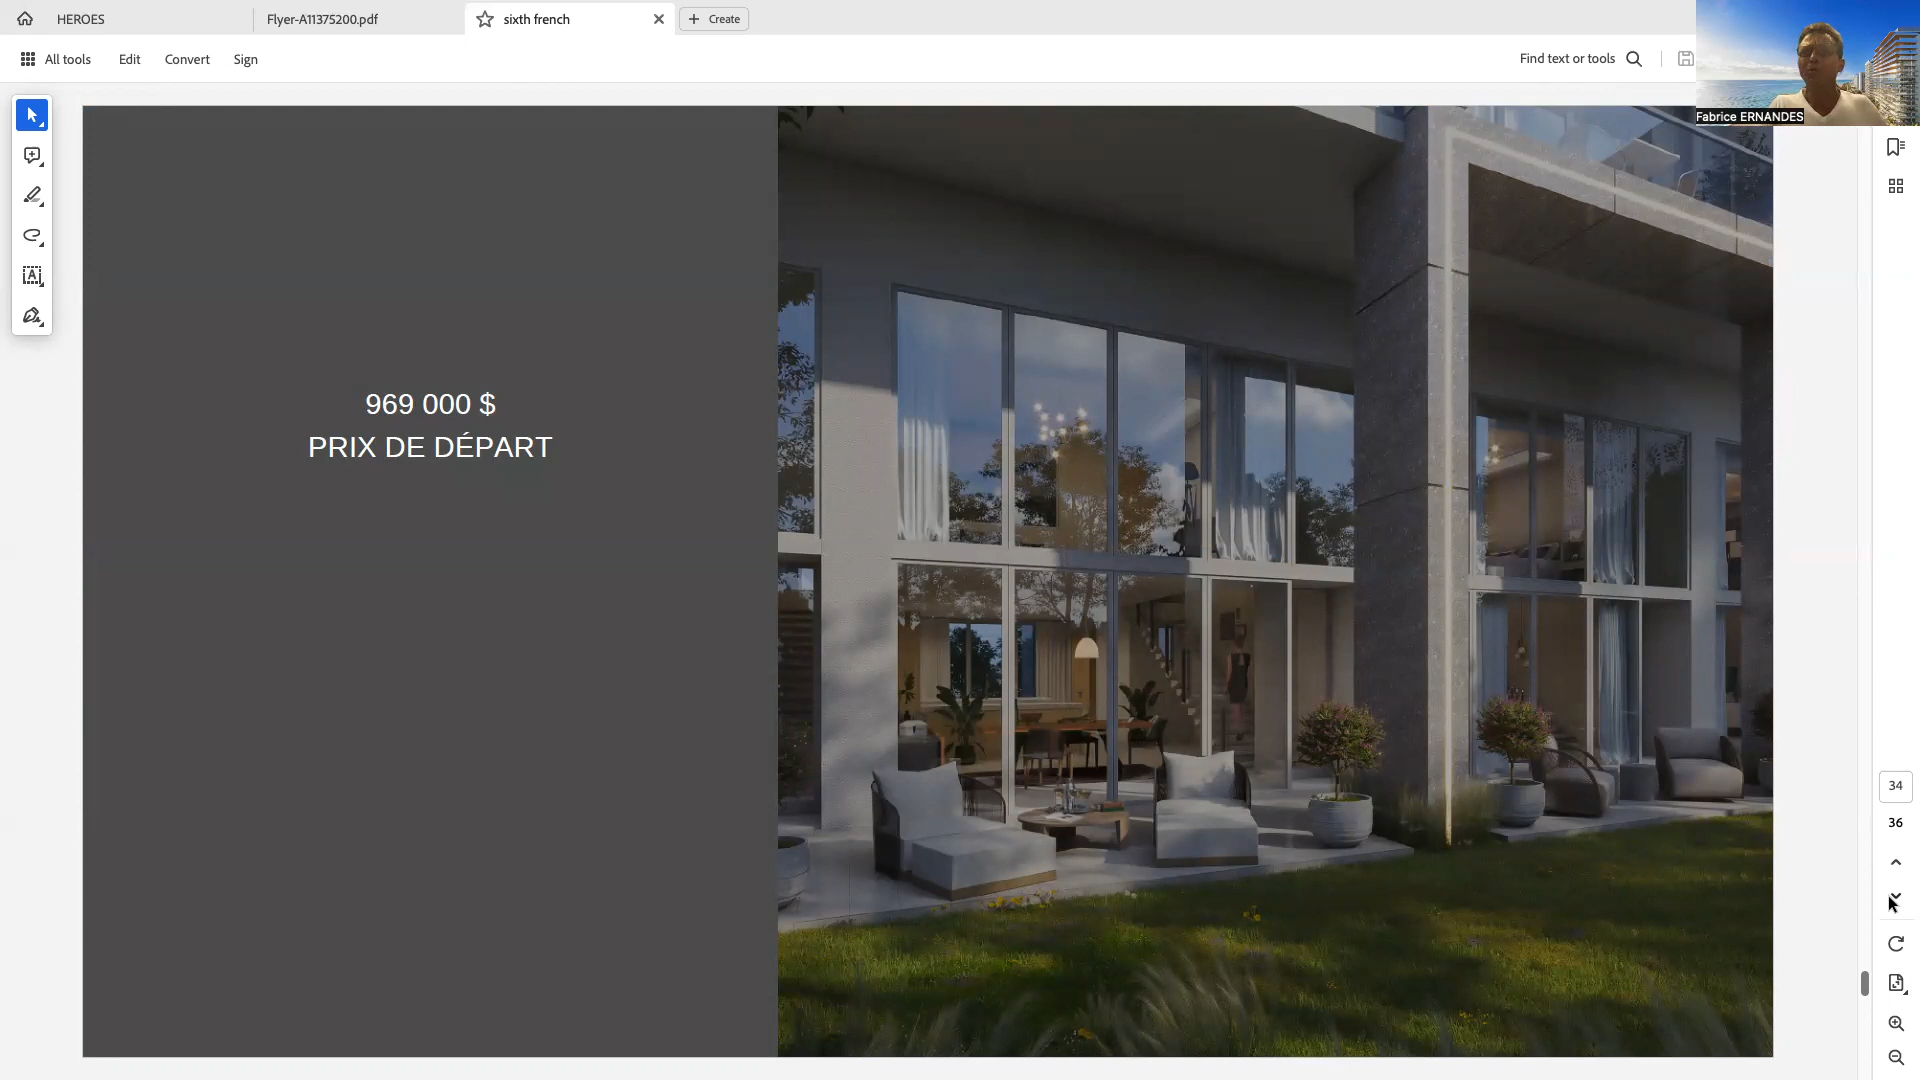 HEROES
Flyer-A11375200.pdf
sixth french
Create
All tools
Edit
Convert
Sign
Find text or tools
Fabrice ERNANDES
969 000 $
PRIX DE DÉPART
34
36